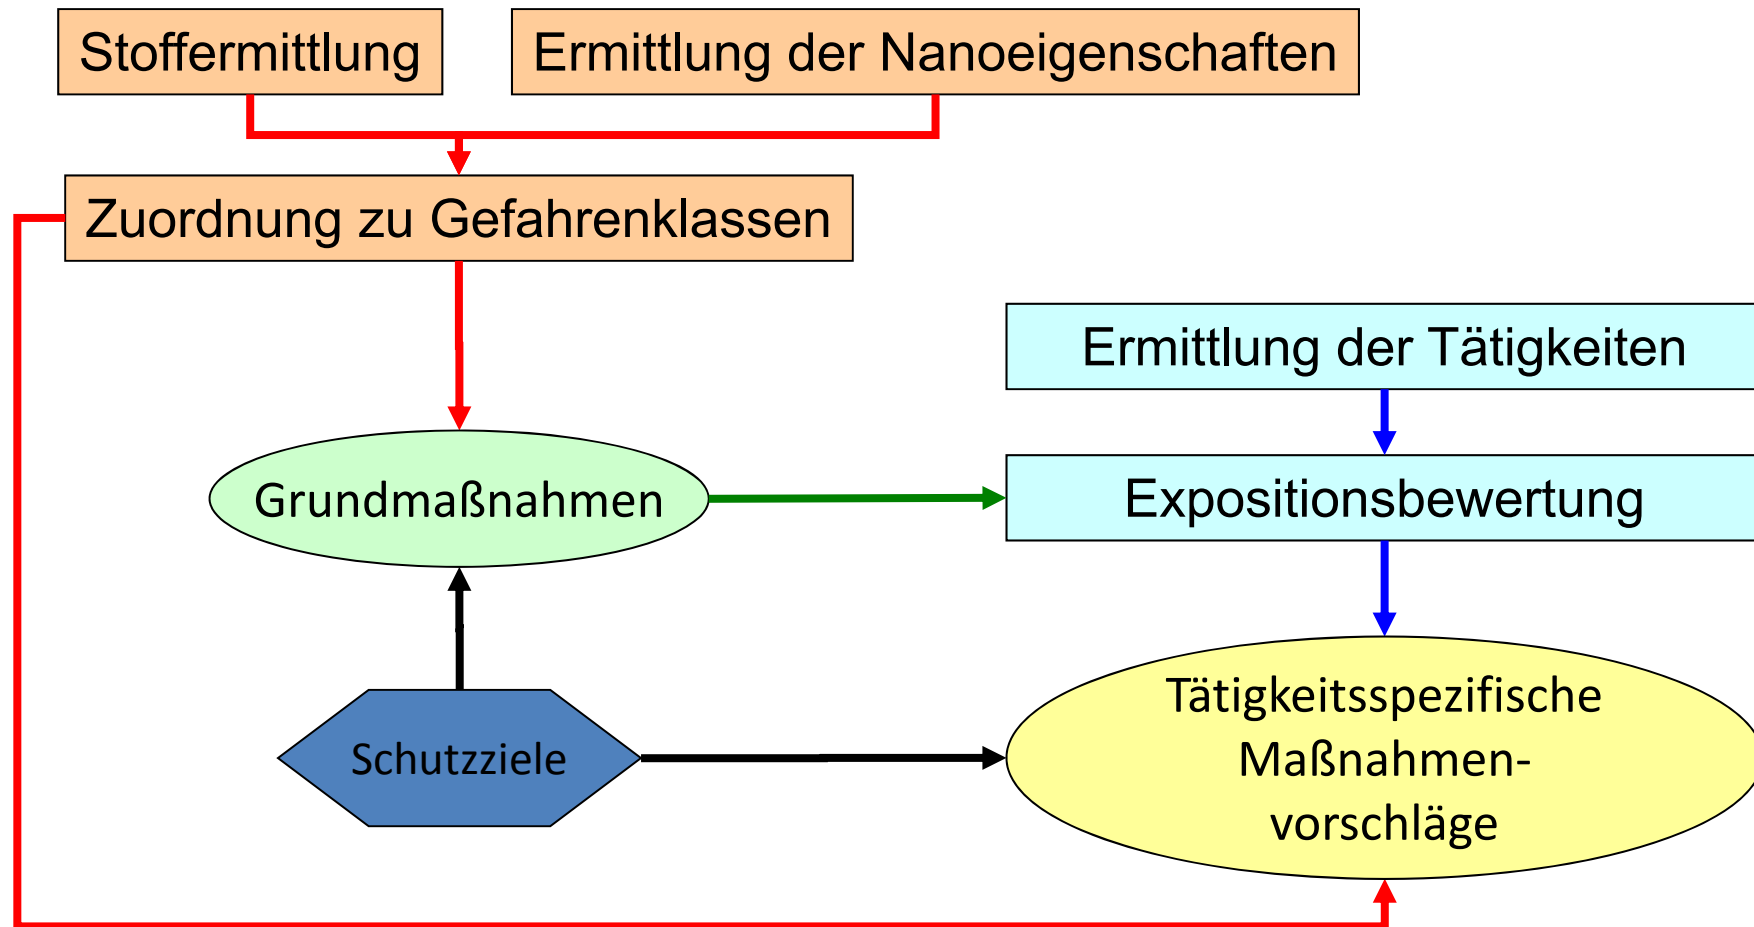 Stoffermittlung
Ermittlung der Nanoeigenschaften
Zuordnung zu Gefahrenklassen
Ermittlung der Tätigkeiten
Grundmaßnahmen
Expositionsbewertung
Schutzziele
Tätigkeitsspezifische
Maßnahmen-
vorschläge